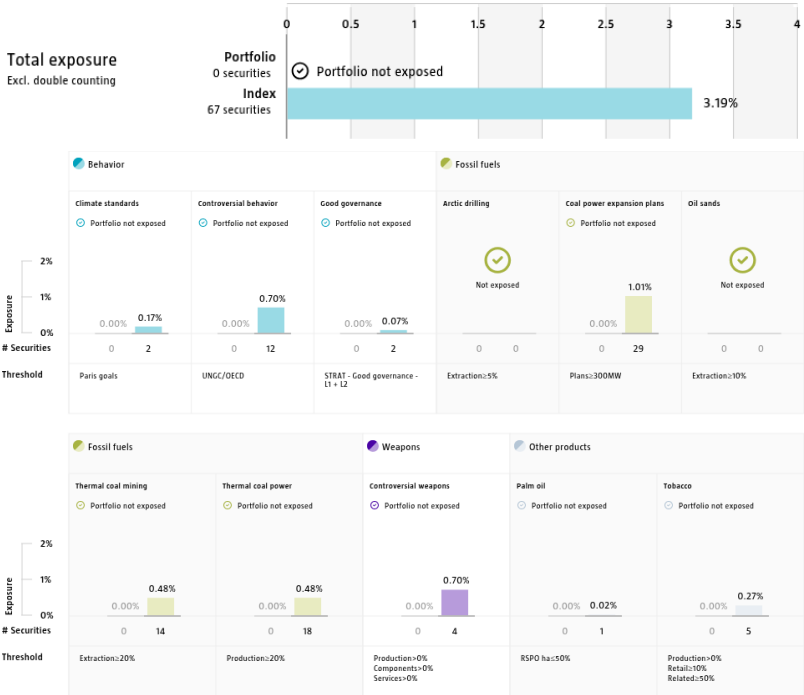 0 0.5 1 1.5 2 2.5 3 3.5 4
Total exposure
Excl. double counting
Portfolio
0 securities
Portfolio not exposed
Index
67 securities
3.19%
Behavior
Fossil fuels
Climate standards Controversial behavior Good governance Arctic drilling Coal power expansion plans Oil sands
Portfolio not exposed Portfolio not exposed Portfolio not exposed Portfolio not exposed
Not exposed Not exposed
Exposure
2%
1%
0%
0.00% 0.17% 0.00% 0.70% 0.00% 0.07% 0.00% 1.01%
# Securities 0 2 0 12 0 2 0 0 0 29 0 0
Threshold Paris goals UNGC/OECD STRAT - Good governance - Extraction≥5% Plans≥300MW Extraction≥10%
L1 + L2
Fossil fuels Weapons Other products
Thermal coal mining Thermal coal power Controversial weapons Palm oil Tobacco
Portfolio not exposed Portfolio not exposed Portfolio not exposed Portfolio not exposed Portfolio not exposed
Exposure
2%
1%
0%
0.00% 0.48% 0.00% 0.48% 0.00% 0.70% 0.00% 0.02% 0.00% 0.27%
# Securities 0 14 0 18 0 4 0 1 0 5
Threshold Extraction≥20% Production≥20% Production>0% RSPO ha≤50% Production>0%
Components>0% Retail≥10%
Services>0% Related≥50%